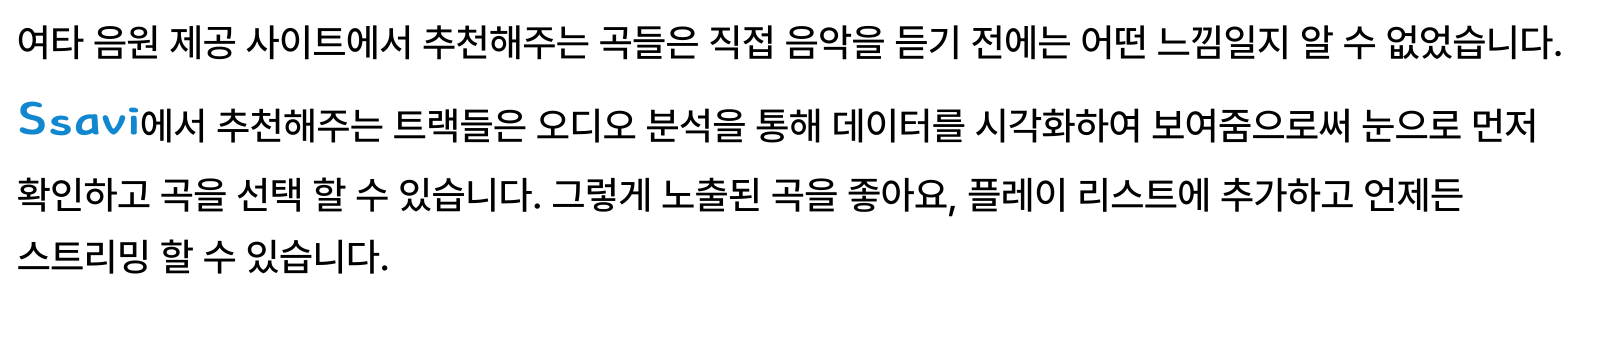 여타 음원 제공 사이트에서 추천해주는 곡들은 직접 음악을 듣기 전에는 어떤 느낌일지 알 수 없었습니다.
Ssavi에서 추천해주는 트랙들은 오디오 분석을 통해 데이터를 시각화하여 보여줌으로써 눈으로 먼저
확인하고 곡을 선택 할 수 있습니다. 그렇게 노출된 곡을 좋아요, 플레이 리스트에 추가하고 언제든
스트리밍 할 수 있습니다.